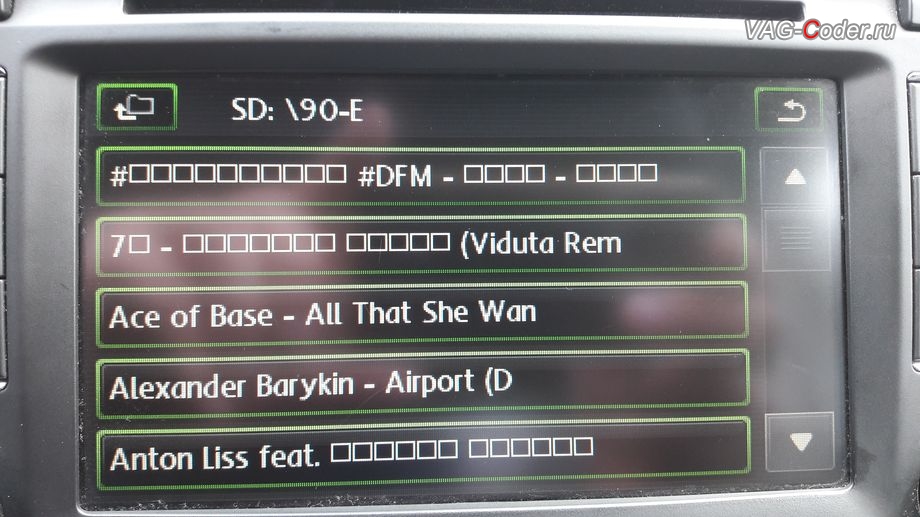 VAG-Coder.ru
SD: \90-E
#□□□□□□□□□□ #DFM - □□□□ - □□□□
7□ - □□□□□□□ □□□□□ (Viduta Rem
Ace of Base - All That She Wan
Alexander Barykin - Airport (D
Anton Liss feat. □□□□□□ □□□□□□